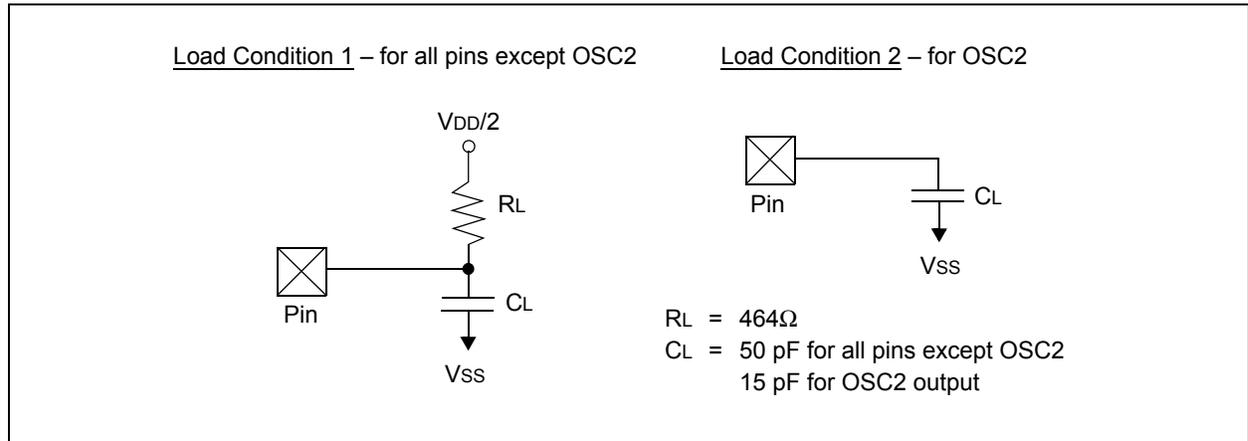 Load Condition 1 – for all pins except OSC2
VDD/2
RL
Pin
CL
VSS
Load Condition 2 – for OSC2
Pin
CL
VSS
RL = 464Ω
CL = 50 pF for all pins except OSC2
15 pF for OSC2 output